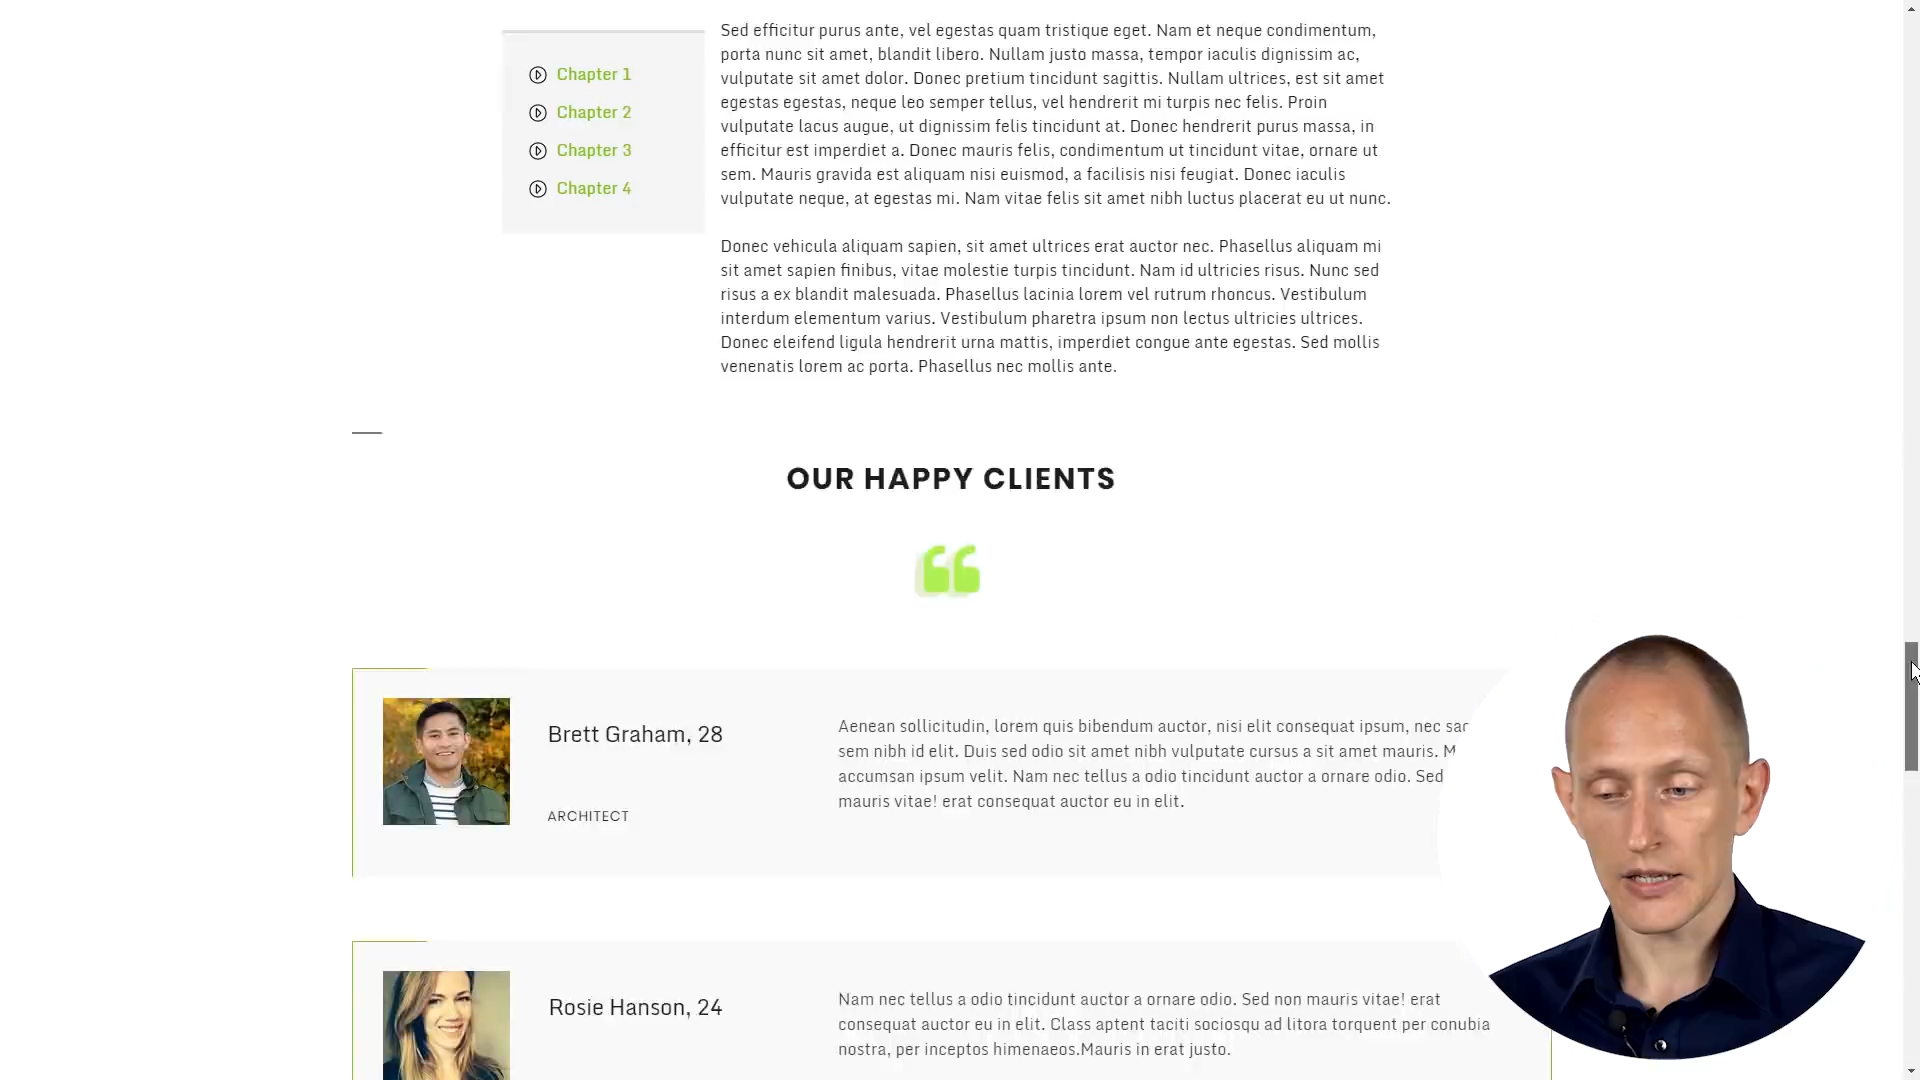 Chapter 1
Chapter 2
Chapter 3
Chapter 4
Sed efficitur purus ante, vel egestas quam tristique eget. Nam et neque condimentum,
porta nunc sit amet, blandit libero. Nullam justo massa, tempor iaculis dignissim ac,
vulputate sit amet dolor. Donec pretium tincidunt sagittis. Nullam ultrices, est sit amet
egestas egestas, neque leo semper tellus, vel hendrerit mi turpis nec felis. Proin
vulputate lacus augue, ut dignissim felis tincidunt at. Donec hendrerit purus massa, in
efficitur est imperdiet a. Donec mauris felis, condimentum ut tincidunt vitae, ornare ut
sem. Mauris gravida est aliquam nisi euismod, a facilisis nisi feugiat. Donec iaculis
vulputate neque, at egestas mi. Nam vitae felis sit amet nibh luctus placerat eu ut nunc.
Donec vehicula aliquam sapien, sit amet ultrices erat auctor nec. Phasellus aliquam mi
sit amet sapien finibus, vitae molestie turpis tincidunt. Nam id ultricies risus. Nunc sed
risus a ex blandit malesuada. Phasellus lacinia lorem vel rutrum rhoncus. Vestibulum
interdum elementum varius. Vestibulum pharetra ipsum non lectus ultricies ultrices.
Donec eleifend ligula hendrerit urna mattis, imperdiet congue ante egestas. Sed mollis
venenatis lorem ac porta. Phasellus nec mollis ante.
OUR HAPPY CLIENTS
Brett Graham, 28
ARCHITECT
Aenean sollicitudin, lorem quis bibendum auctor, nisi elit consequat ipsum, nec
sem nibh id elit. Duis sed odio sit amet nibh vulputate cursus a sit amet mauris.
accumsan ipsum velit. Nam nec tellus a odio tincidunt auctor a ornare odio. Sed
mauris vitae! erat consequat auctor eu in elit.
Rosie Hanson, 24
Nam nec tellus a odio tincidunt auctor a ornare odio. Sed non mauris vitae! erat
consequat auctor eu in elit. Class aptent taciti sociosqu ad litora torquent per conubia
nostra, per inceptos himenaeos.Mauris in erat justo.